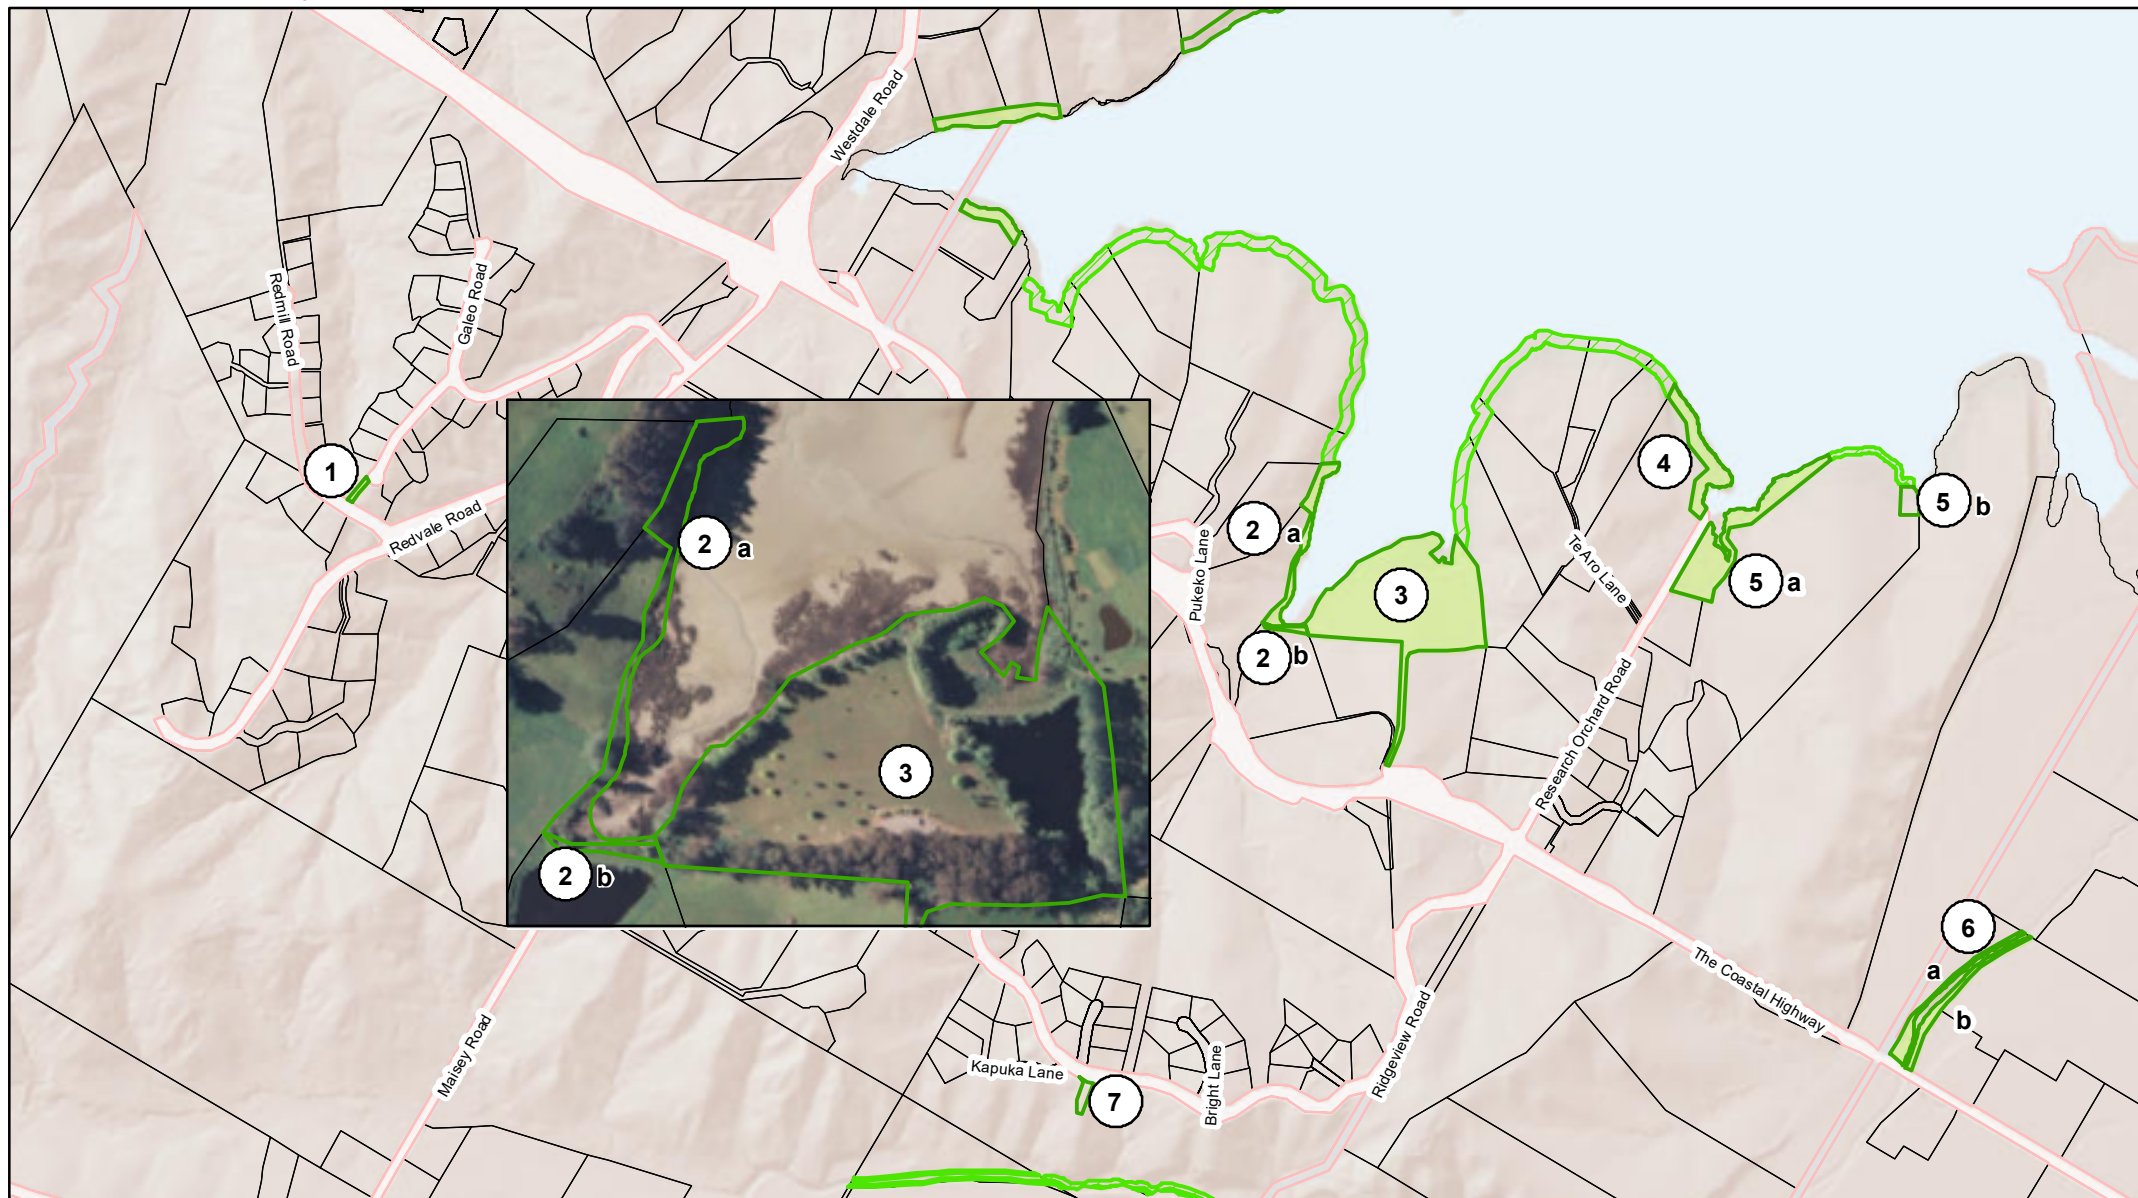 Westdale Road
Redmill Road
Galeo Road
1
Redvale Road
2 a
3
2 b
Pukeko Lane
2 a
2 b
3
4
Te Aro Lane
5 a
5 b
Research Orchard Road
6
a
b
The Coastal Highway
Maisey Road
Kapuka Lane
7
Bright Lane
Ridgeview Road